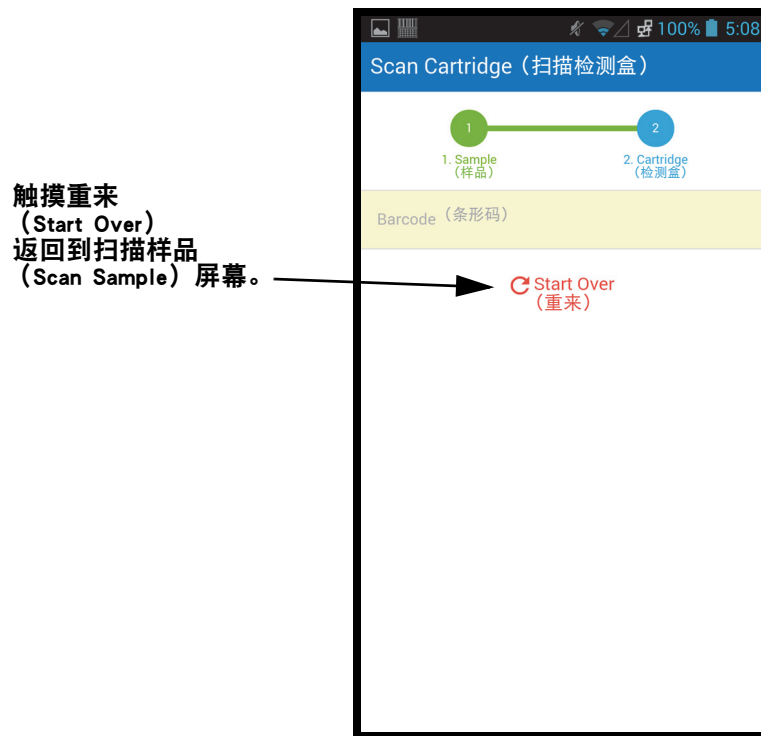 100% 5:08
Scan Cartridge（扫描检测盒）
1
2
1. Sample
（样品）
2. Cartridge
（检测盒）
触摸重来
（Start Over）
返回到扫描样品
（Scan Sample）屏幕。
Barcode（条形码）
Start Over
（重来）